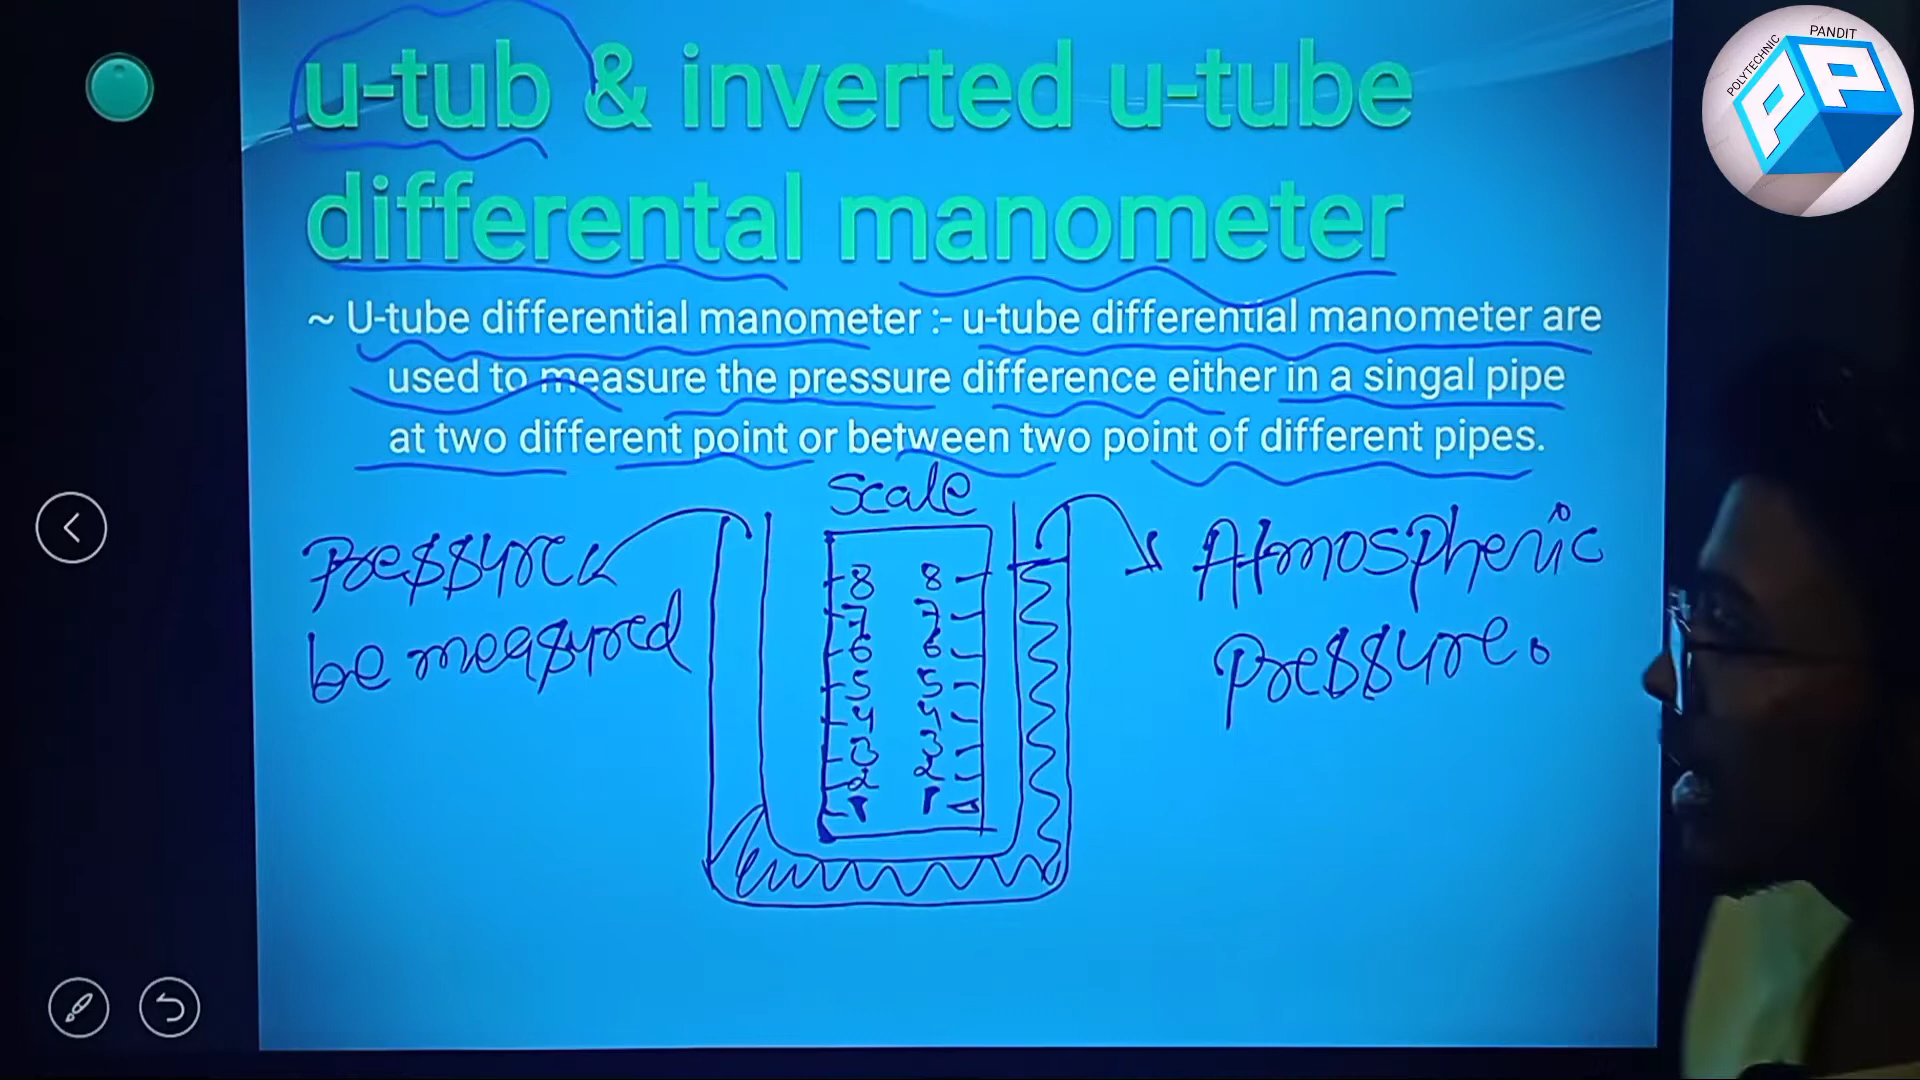 u-tub & inverted u-tube
differental manometer
~ U-tube differential manometer :- u-tube differential manometer are
used to measure the pressure difference either in a singal pipe
at two different point or between two point of different pipes.
Scale
Pressure
be measured
Atmospheric
Pressure.
8 8
7 7
6 6
5 5
4 4
3 3
2 2
1 1
POLYTECHNIC PANDIT
PP